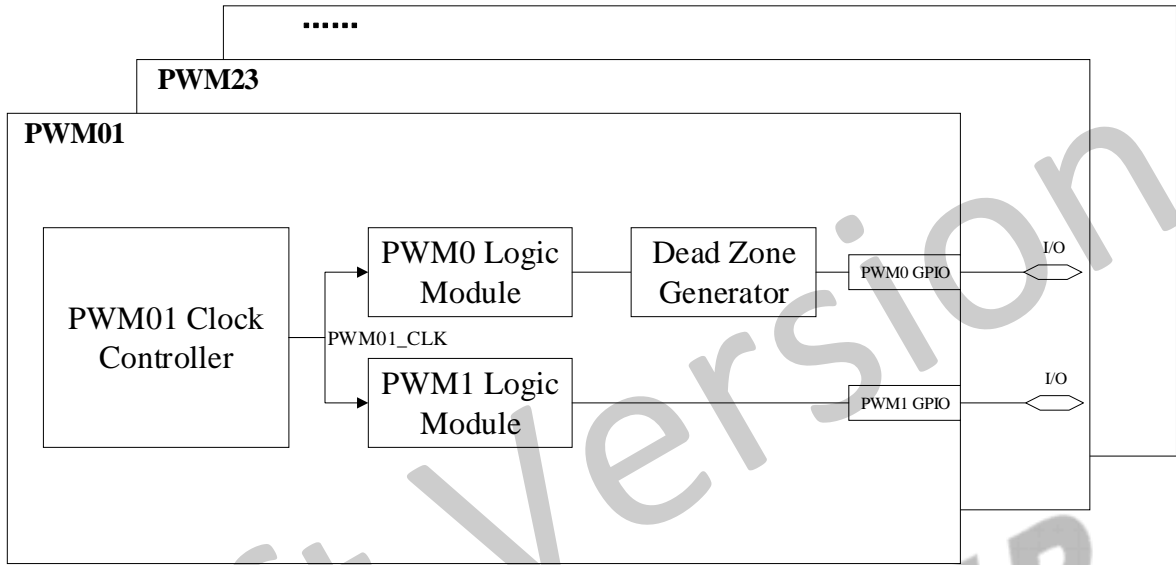 ......
PWM23
PWM01
PWM0 Logic
Module
Dead Zone
Generator
PWM0 GPIO
I/O
PWM01 Clock
Controller
PWM01_CLK
PWM1 Logic
Module
PWM1 GPIO
I/O
Version